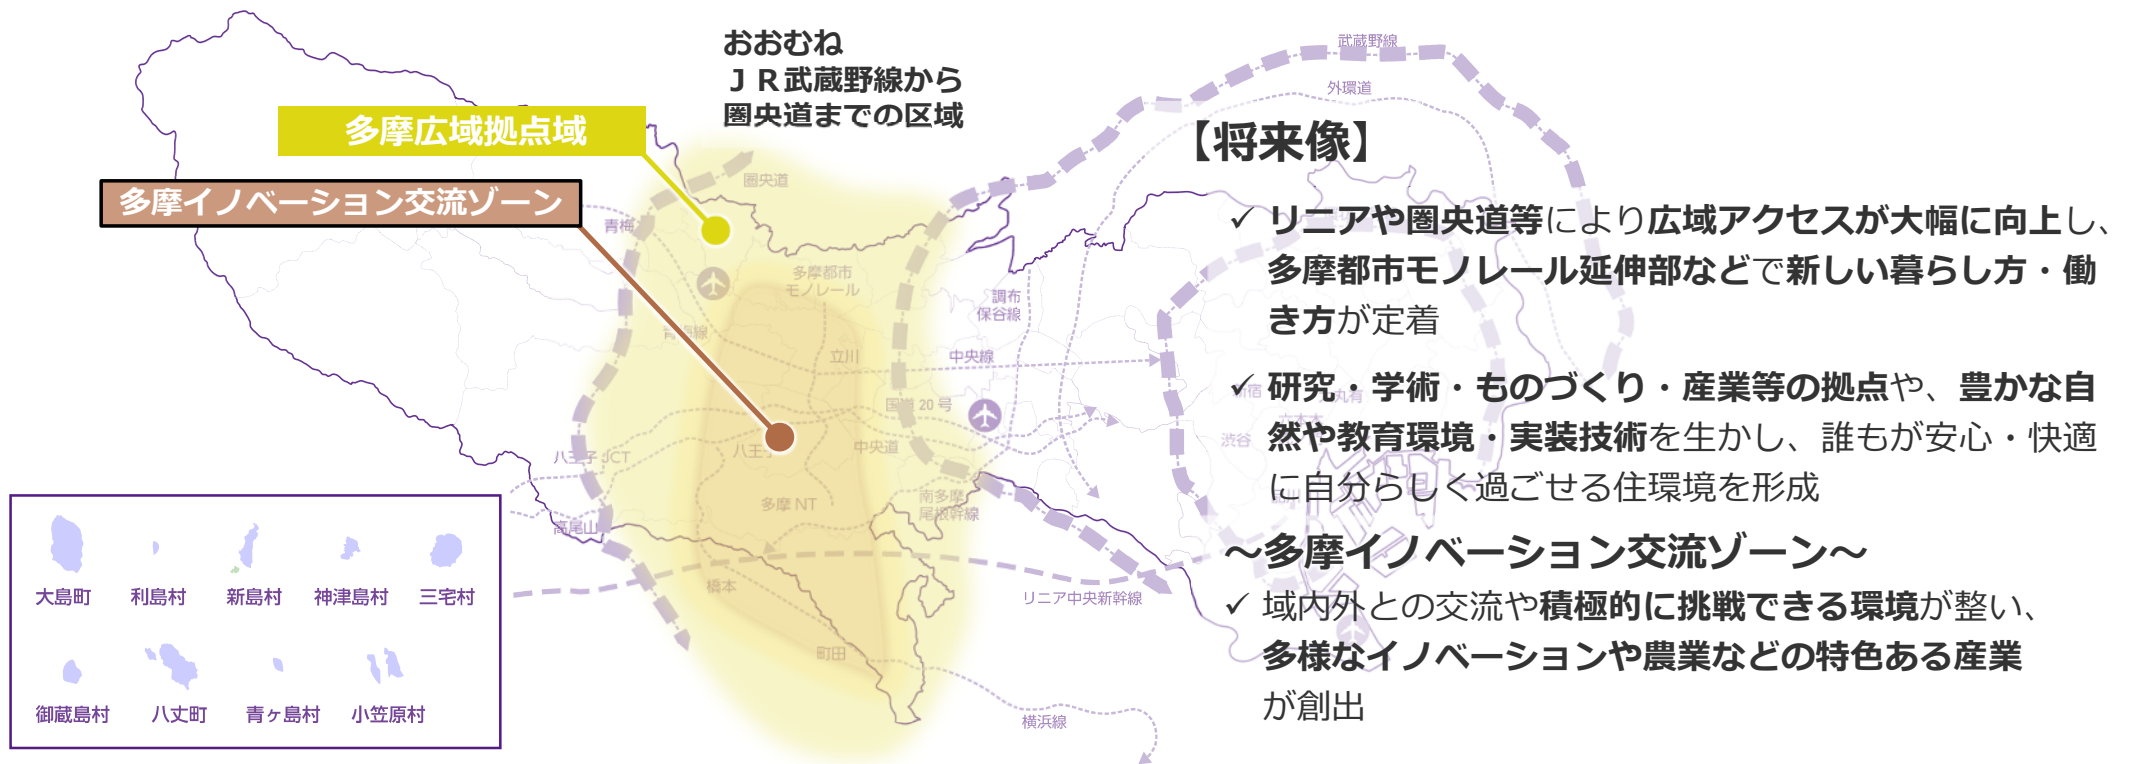 おおむね
ＪＲ武蔵野線から
圏央道までの区域
多摩広域拠点域
多摩イノベーション交流ゾーン
武蔵野線
外環道
圏央道
青梅
多摩都市
モノレール
調布
保谷線
青梅線
立川
中央線
国道 20 号
八王子
中央道
八王子 JCT
多摩 NT
南多摩
尾根幹線
高尾山
橋本
リニア中央新幹線
町田
横浜線
新宿
渋谷
品川
【将来像】
✓ リニアや圏央道等により広域アクセスが大幅に向上し、
多摩都市モノレール延伸部などで新しい暮らし方・働
き方が定着
✓ 研究・学術・ものづくり・産業等の拠点や、豊かな自
然や教育環境・実装技術を生かし、誰もが安心・快適
に自分らしく過ごせる住環境を形成
～多摩イノベーション交流ゾーン～
✓ 域内外との交流や積極的に挑戦できる環境が整い、
多様なイノベーションや農業などの特色ある産業
が創出
大島町
利島村
新島村
神津島村
三宅村
御蔵島村
八丈町
青ヶ島村
小笠原村